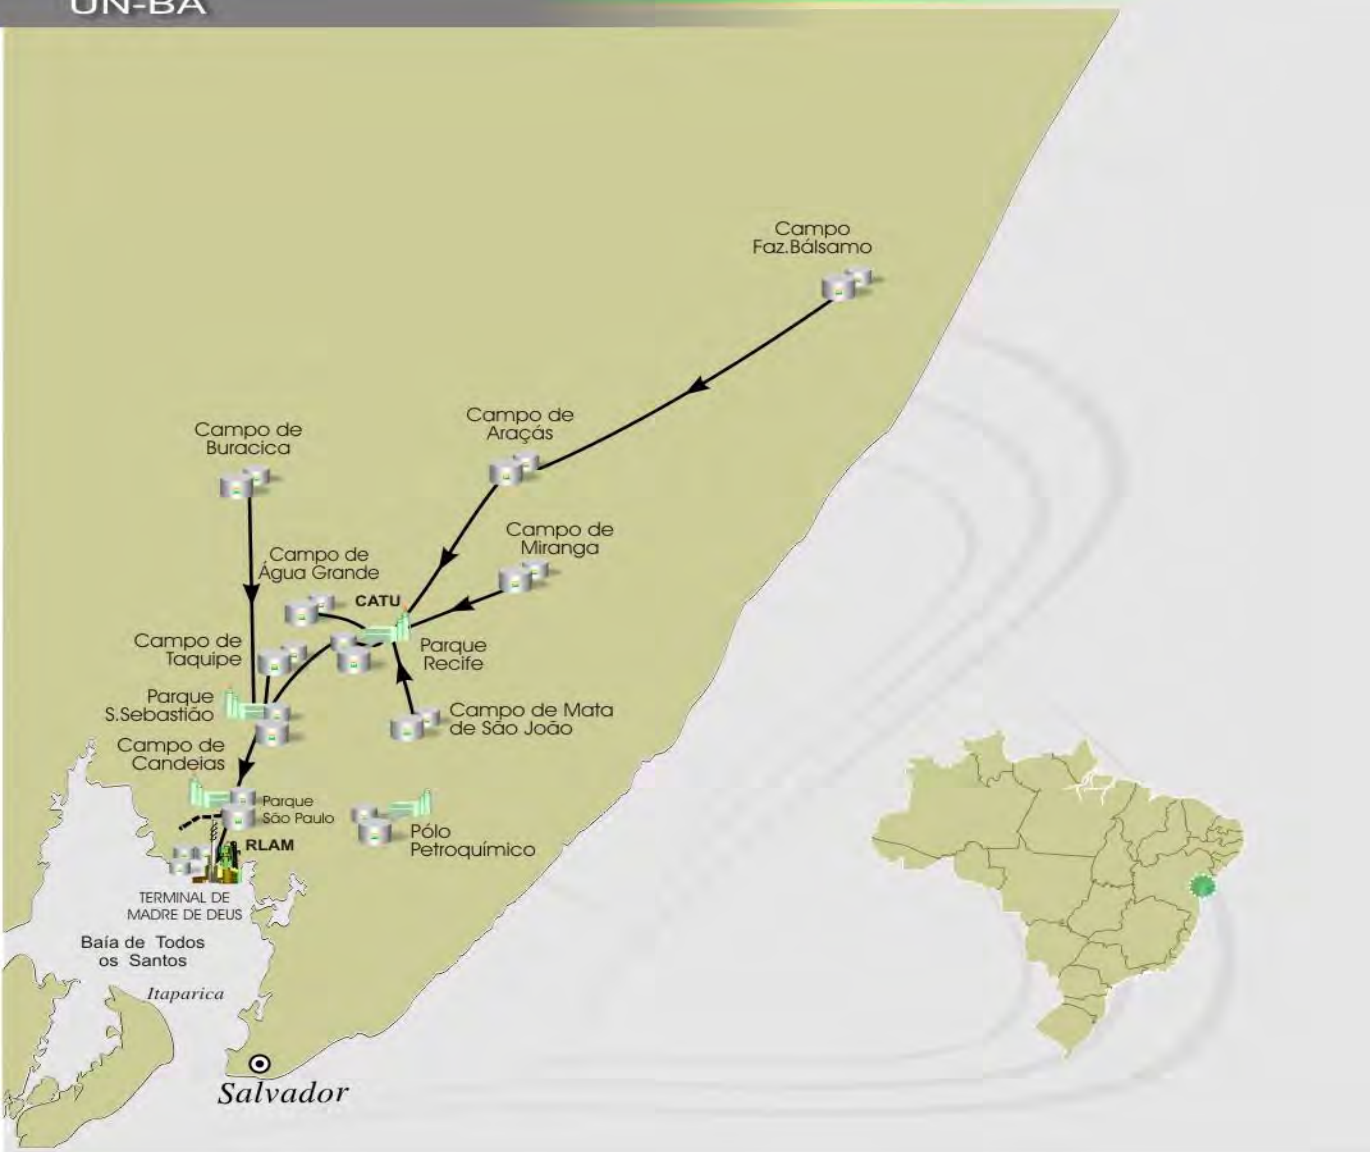 UN-BA
Campo
Faz.Bálsamo
Campo de
Araçás
Campo de
Buracica
Campo de
Miranga
Campo de
Água Grande
CATU
Campo de
Taquipe
Parque
Recife
Parque
S.Sebastião
Campo de Mata
de São João
Campo de
Candeias
Parque
São Paulo
Pólo
Petroquímico
RLAM
TERMINAL DE
MADRE DE DEUS
Baía de Todos
os Santos
Itaparica
Salvador